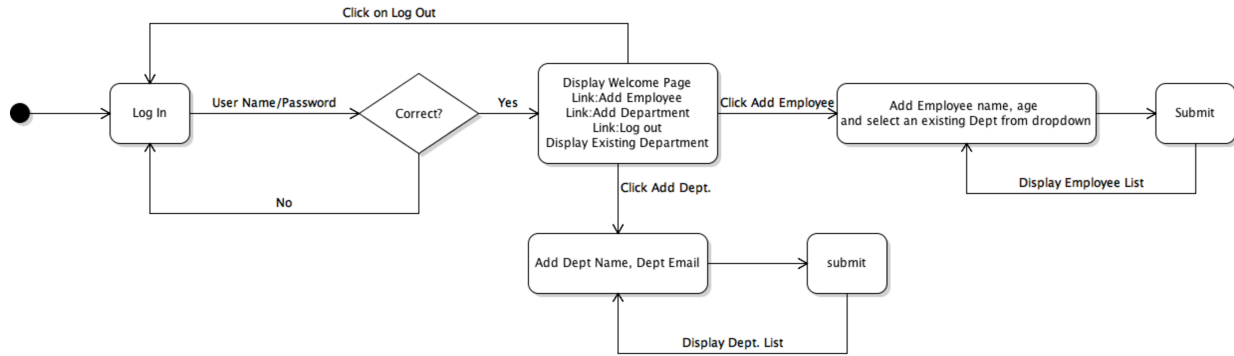 Click on Log Out
Log In
User Name/Password
Correct?
Yes
No
Display Welcome Page
Link:Add Employee
Link:Add Department
Link:Log out
Display Existing Department
Click Add Employee
Add Employee name, age
and select an existing Dept from dropdown
Submit
Display Employee List
Click Add Dept.
Add Dept Name, Dept Email
submit
Display Dept. List